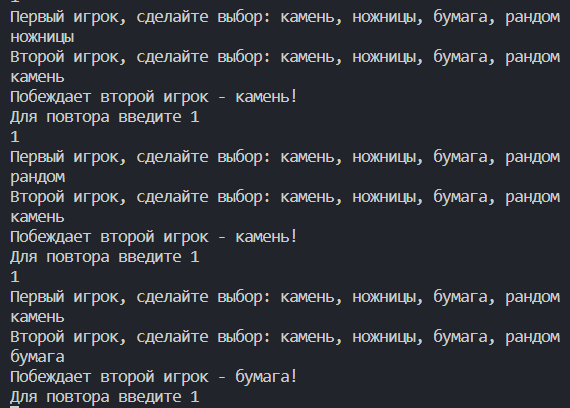 1
Первый игрок, сделайте выбор: камень, ножницы, бумага, рандом
ножницы
Второй игрок, сделайте выбор: камень, ножницы, бумага, рандом
камень
Побеждает второй игрок - камень!
Для повтора введите 1
1
Первый игрок, сделайте выбор: камень, ножницы, бумага, рандом
рандом
Второй игрок, сделайте выбор: камень, ножницы, бумага, рандом
камень
Побеждает второй игрок - камень!
Для повтора введите 1
1
Первый игрок, сделайте выбор: камень, ножницы, бумага, рандом
камень
Второй игрок, сделайте выбор: камень, ножницы, бумага, рандом
бумага
Побеждает второй игрок - бумага!
Для повтора введите 1